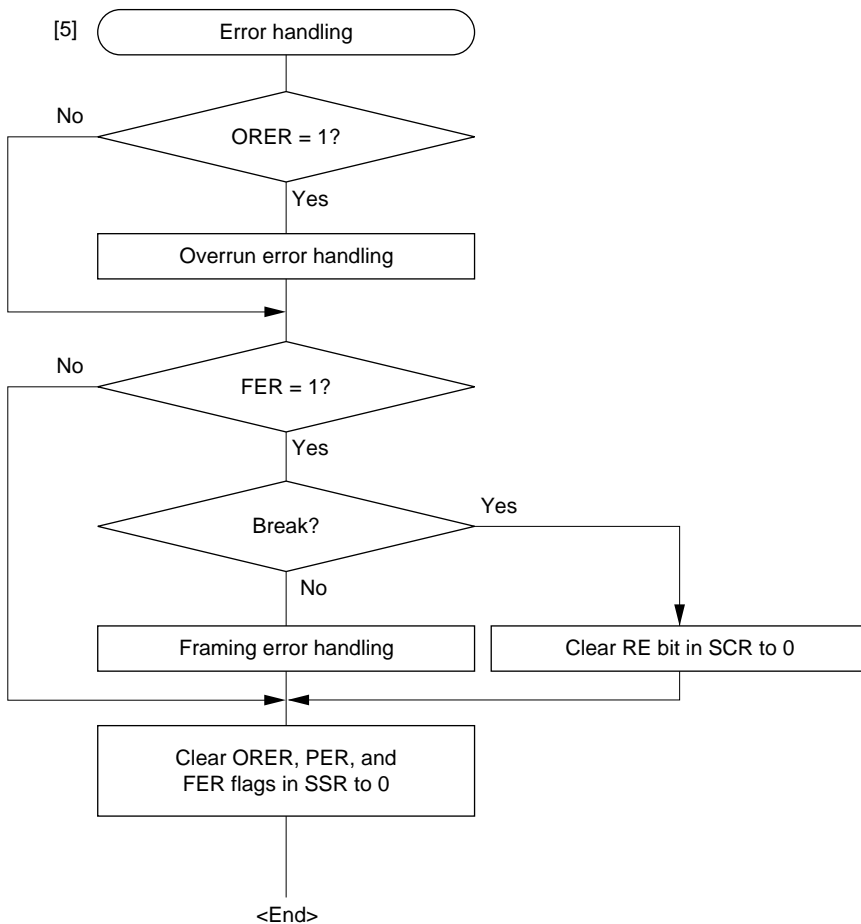 [5]
Error handling
No
ORER = 1?
Yes
Overrun error handling
No
FER = 1?
Yes
Break?
Yes
No
Framing error handling
Clear RE bit in SCR to 0
Clear ORER, PER, and
FER flags in SSR to 0
<End>